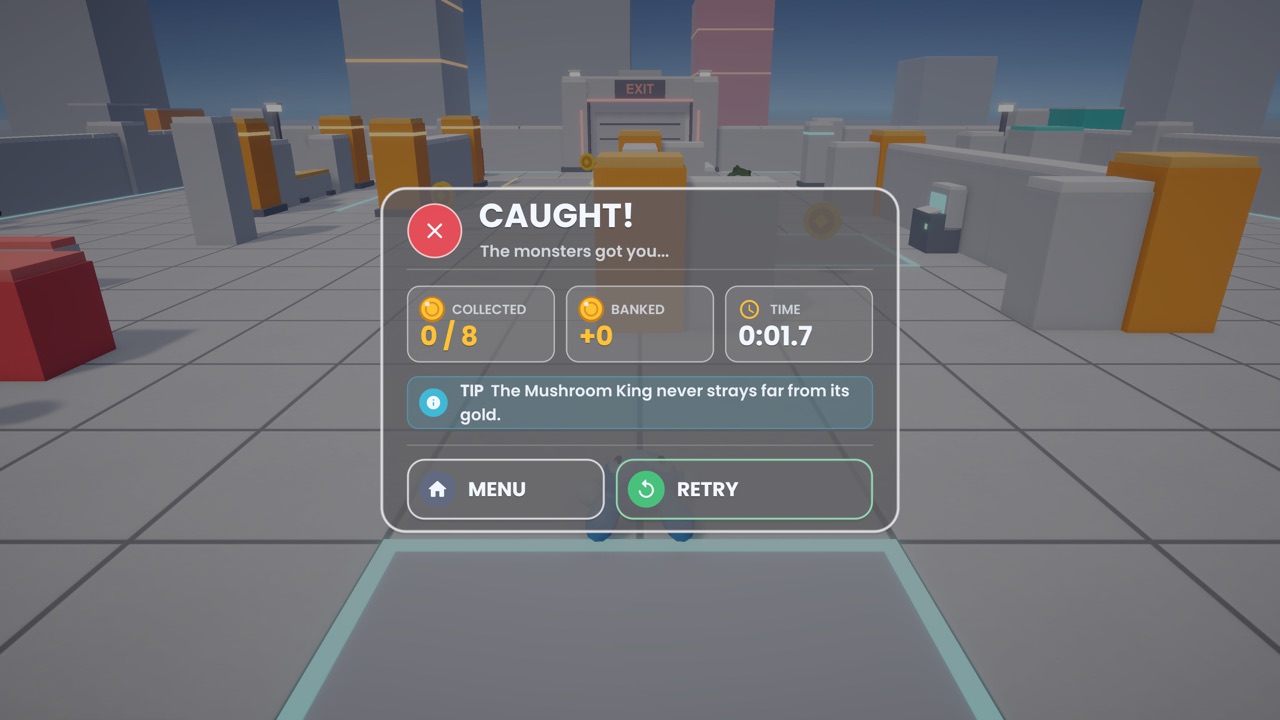 EXIT
CAUGHT!
The monsters got you...
COLLECTED
0 / 8
BANKED
+0
TIME
0:01.7
TIP The Mushroom King never strays far from its
gold.
MENU
RETRY